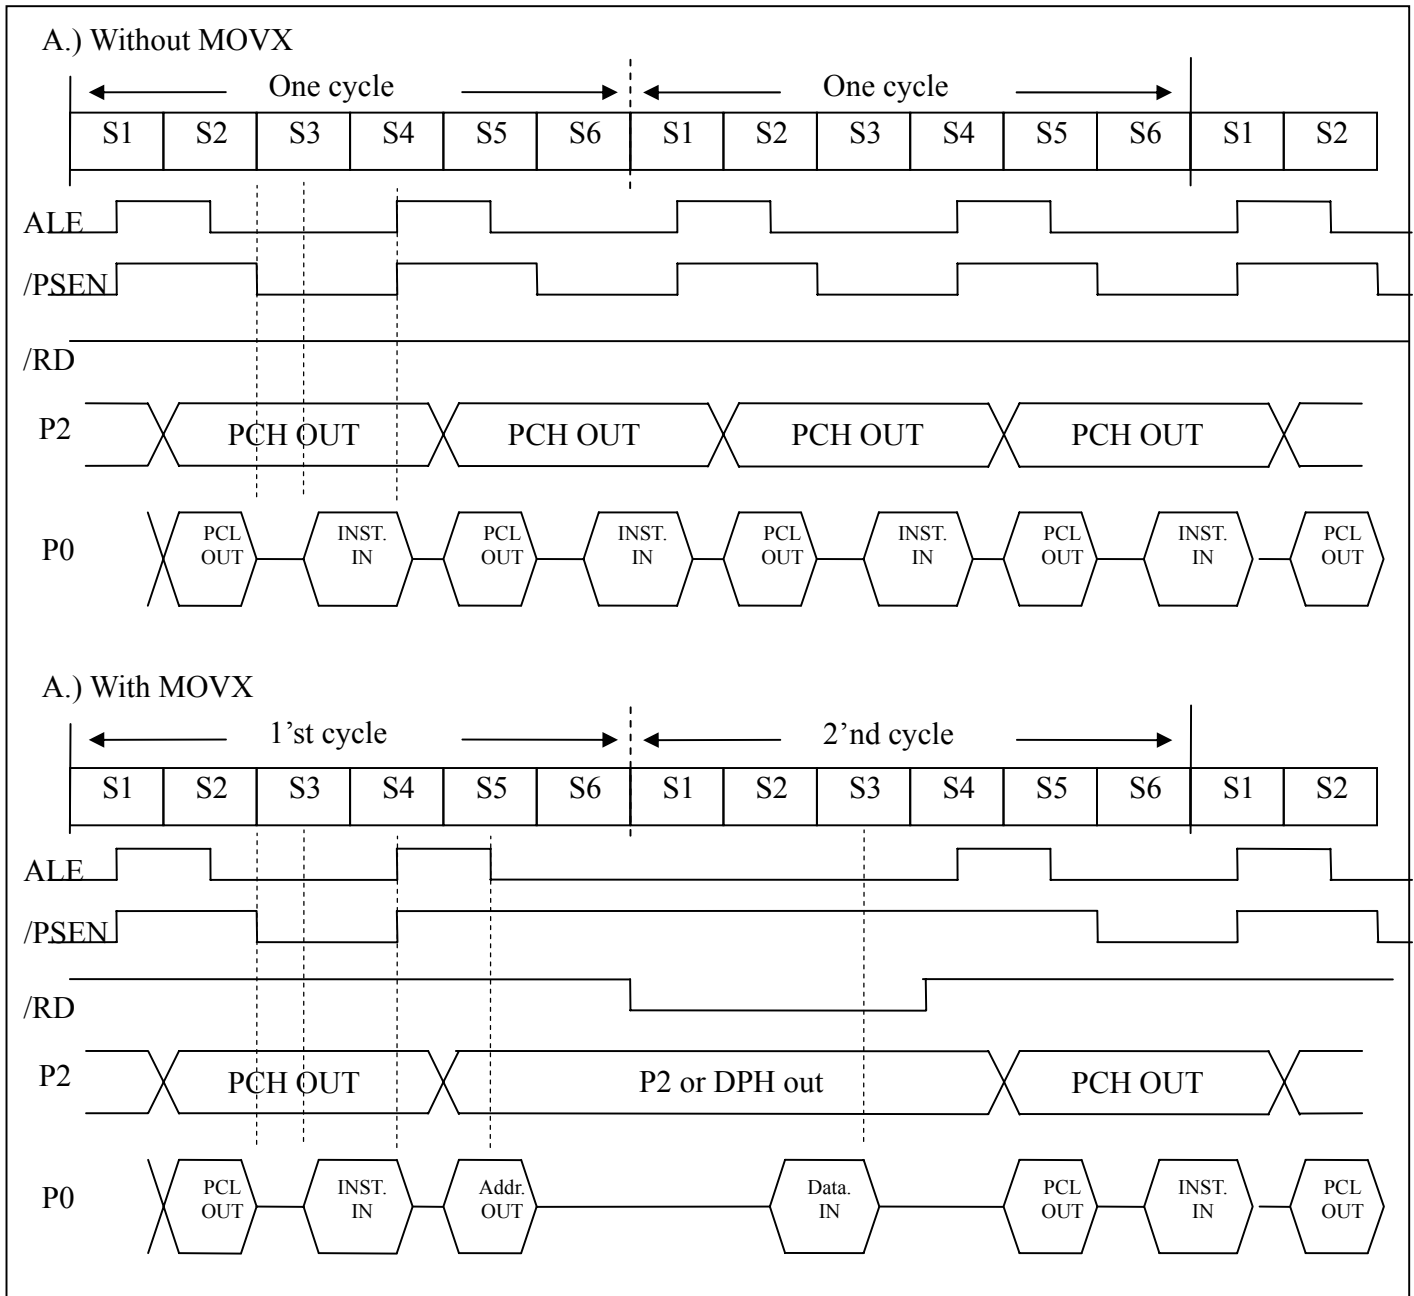 A.) Without MOVX
One cycle One cycle
S1 S2 S3 S4 S5 S6 S1 S2 S3 S4 S5 S6 S1 S2
ALE
/PSEN
/RD
P2 PCH OUT PCH OUT PCH OUT PCH OUT
P0
PCL INST. PCL INST. PCL INST. PCL INST. PCL
OUT IN OUT IN OUT IN OUT IN OUT
A.) With MOVX
1’st cycle 2’nd cycle
S1 S2 S3 S4 S5 S6 S1 S2 S3 S4 S5 S6 S1 S2
ALE
/PSEN
/RD
P2 PCH OUT P2 or DPH out PCH OUT
P0
PCL INST. Addr. Data. PCL INST. PCL
OUT IN OUT IN OUT IN OUT